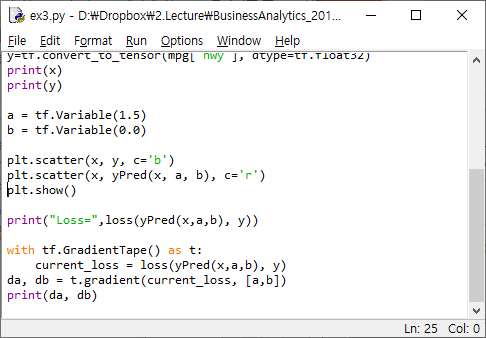 ex3.py - D:₩Dropbox₩2.Lecture₩BusinessAnalytics_201...
File Edit Format Run Options Window Help
y=tf.convert_to_tensor(mpg['hwy'], dtype=tf.float32)
print(x)
print(y)
a = tf.Variable(1.5)
b = tf.Variable(0.0)
plt.scatter(x, y, c='b')
plt.scatter(x, yPred(x, a, b), c='r')
plt.show()
print("Loss=",loss(yPred(x,a,b), y))
with tf.GradientTape() as t:
    current_loss = loss(yPred(x,a,b), y)
da, db = t.gradient(current_loss, [a,b])
print(da, db)
Ln: 25 Col: 0